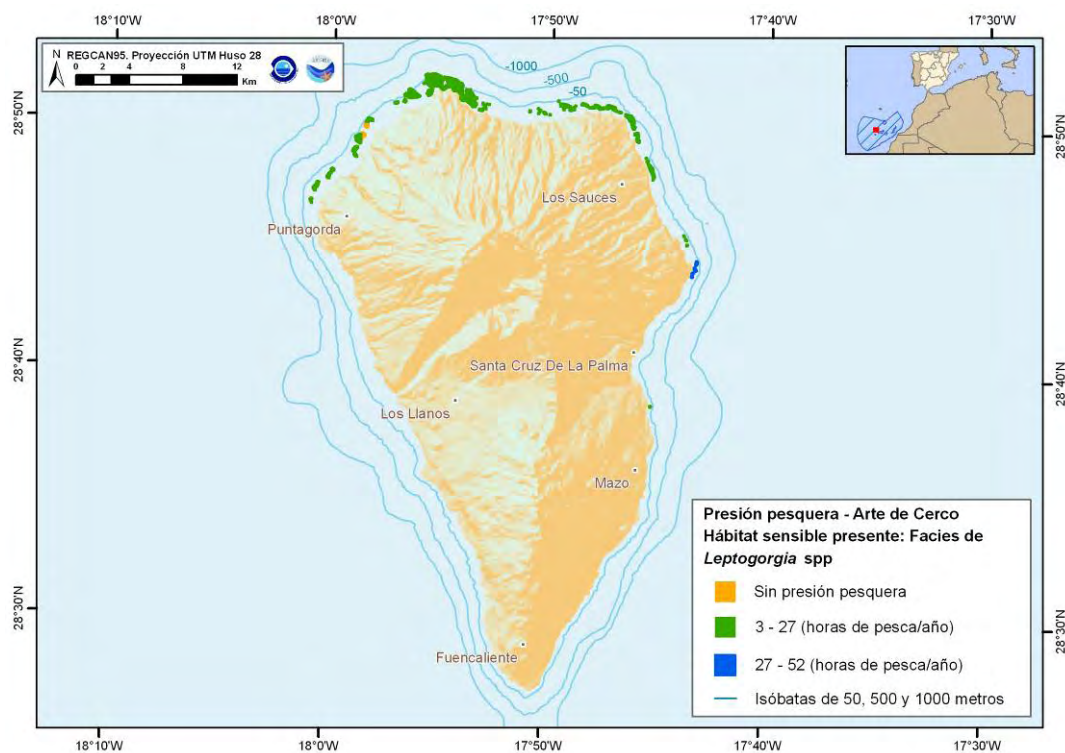 18°10'W
18°0'W
17°50'W
17°40'W
17°30'W
N
REGCAN95. Proyección UTM Huso 28
0 2 4 8 12
Km
-1000
-500
-50
28°50'N
28°50'N
Los Sauces
Puntagorda
Santa Cruz De La Palma
28°40'N
28°40'N
Los Llanos
Mazo
Presión pesquera - Arte de Cerco
Hábitat sensible presente: Facies de
Leptogorgia spp
Sin presión pesquera
3 - 27 (horas de pesca/año)
27 - 52 (horas de pesca/año)
Isóbatas de 50, 500 y 1000 metros
28°30'N
28°30'N
Fuencaliente
18°10'W
18°0'W
17°50'W
17°40'W
17°30'W